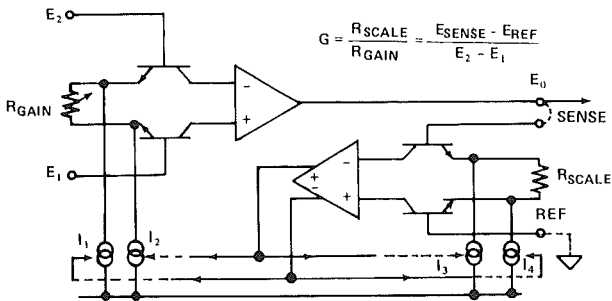 E2
G = RSCALE / RGAIN = ESENSE - EREF / E2 - E1
- +
E0
RGAIN
SENSE
E1
+ - - +
RSCALE
REF
I1 I2 I3 I4